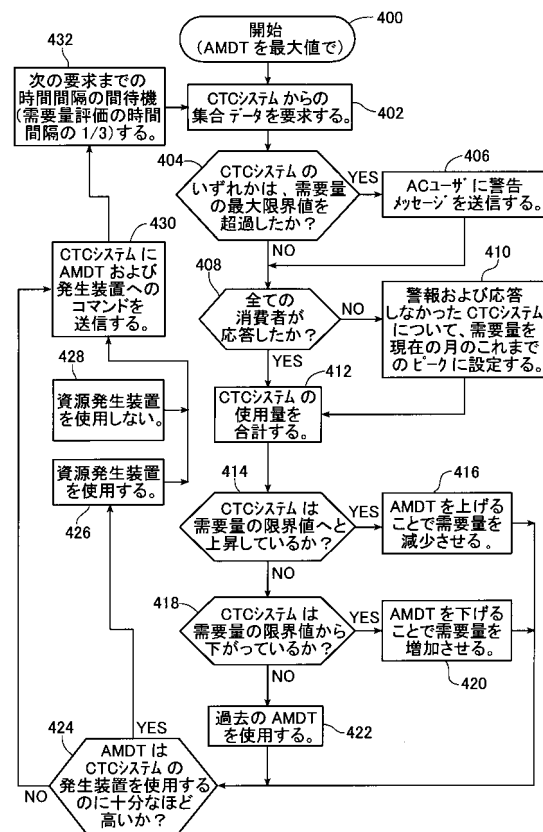 400
開始
(AMDTを最大値で)
402
CTCシステムからの
集合データを要求する。
404
CTCシステムの
いずれかは、需要量
の最大限界値を
超過したか?
YES
NO
406
ACユーザに警告
メッセージを送信する。
408
全ての
消費者が
応答したか?
NO
YES
410
警報および応答
しなかったCTCシステム
について、需要量を
現在の月のこれまで
のピークに設定する。
412
CTCシステムの
使用量を
合計する。
414
CTCシステムは
需要量の限界値へと
上昇しているか?
YES
NO
416
AMDTを上げる
ことで需要量を
減少させる。
418
CTCシステムは
需要量の限界値から
下がっているか?
YES
NO
AMDTを下げる
ことで需要量を
増加させる。
420
過去のAMDT
を使用する。
422
424
AMDTは
CTCシステムの
発生装置を使用する
のに十分なほど
高いか?
YES
NO
資源発生装置
を使用する。
426
428
資源発生装置
を使用しない。
430
CTCシステムに
AMDTおよび
発生装置への
コマンドを
送信する。
432
次の要求までの
時間間隔の間待機
(需要量評価の時間
間隔の1/3)する。